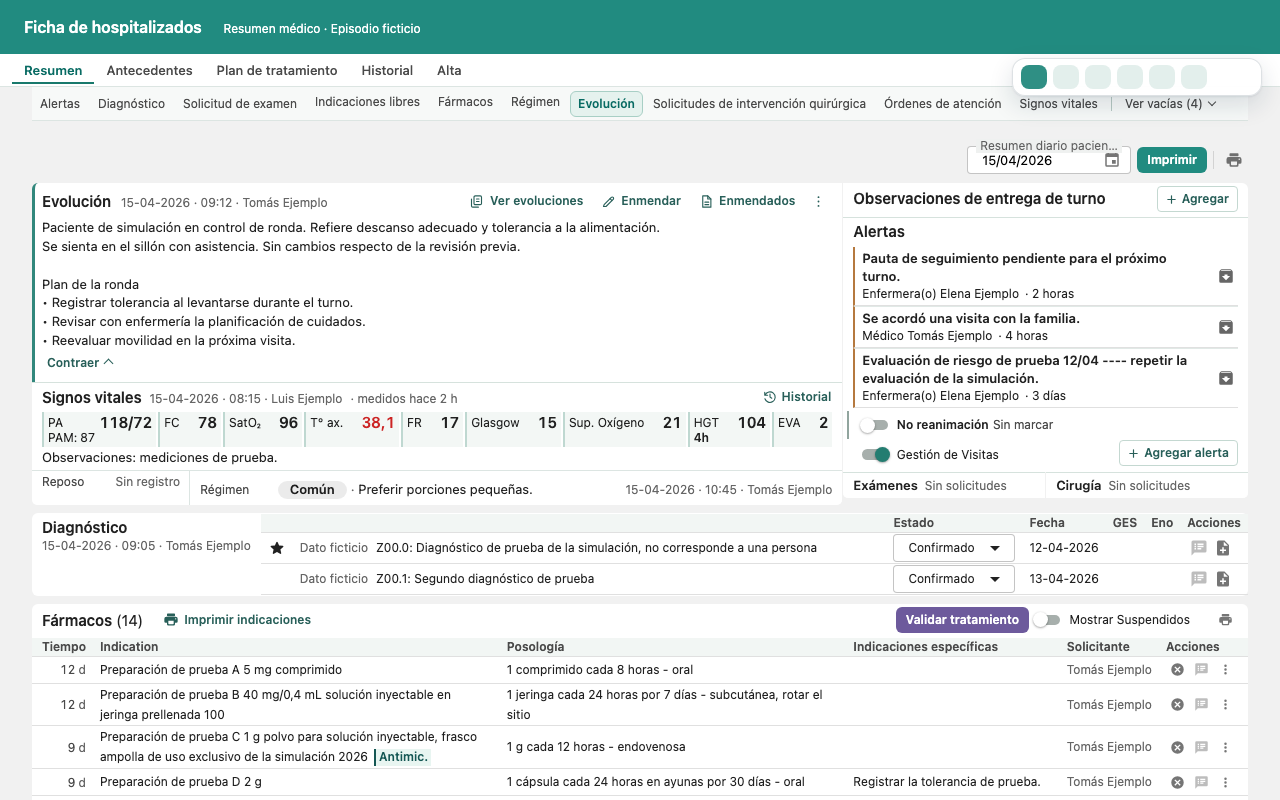 Ficha de hospitalizados
Resumen médico · Episodio ficticio
Resumen
Antecedentes
Plan de tratamiento
Historial
Alta
Alertas
Diagnóstico
Solicitud de examen
Indicaciones libres
Fármacos
Régimen
Evolución
Solicitudes de intervención quirúrgica
Órdenes de atención
Signos vitales
Ver vacías (4)
Resumen diario pacien...
15/04/2026
Imprimir
Evolución
15-04-2026 · 09:12 · Tomás Ejemplo
Ver evoluciones
Enmendar
Enmendados
Paciente de simulación en control de ronda. Refiere descanso adecuado y tolerancia a la alimentación.
Se sienta en el sillón con asistencia. Sin cambios respecto de la revisión previa.
Plan de la ronda
• Registrar tolerancia al levantarse durante el turno.
• Revisar con enfermería la planificación de cuidados.
• Reevaluar movilidad en la próxima visita.
Contraer
Signos vitales
15-04-2026 · 08:15 · Luis Ejemplo · medidos hace 2 h
Historial
PA 118/72
PAM: 87
FC 78
SatO₂ 96
T° ax. 38,1
FR 17
Glasgow 15
Sup. Oxígeno 21
HGT 104
4h
EVA 2
Observaciones: mediciones de prueba.
Reposo
Sin registro
Régimen
Común · Preferir porciones pequeñas.
15-04-2026 · 10:45 · Tomás Ejemplo
Observaciones de entrega de turno
+ Agregar
Alertas
Pauta de seguimiento pendiente para el próximo
turno.
Enfermera(o) Elena Ejemplo · 2 horas
Se acordó una visita con la familia.
Médico Tomás Ejemplo · 4 horas
Evaluación de riesgo de prueba 12/04 ---- repetir la
evaluación de la simulación.
Enfermera(o) Elena Ejemplo · 3 días
No reanimación Sin marcar
Gestión de Visitas
+ Agregar alerta
Exámenes Sin solicitudes
Cirugía Sin solicitudes
Diagnóstico
15-04-2026 · 09:05 · Tomás Ejemplo
Estado
Fecha
GES
Eno
Acciones
Dato ficticio Z00.0: Diagnóstico de prueba de la simulación, no corresponde a una persona
Confirmado
12-04-2026
Dato ficticio Z00.1: Segundo diagnóstico de prueba
Confirmado
13-04-2026
Fármacos (14)
Imprimir indicaciones
Validar tratamiento
Mostrar Suspendidos
Tiempo
Indication
Posología
Indicaciones específicas
Solicitante
Acciones
12 d
Preparación de prueba A 5 mg comprimido
1 comprimido cada 8 horas - oral
Tomás Ejemplo
12 d
Preparación de prueba B 40 mg/0,4 mL solución inyectable en
jeringa prellenada 100
1 jeringa cada 24 horas por 7 días - subcutánea, rotar el
sitio
Tomás Ejemplo
9 d
Preparación de prueba C 1 g polvo para solución inyectable, frasco
ampolla de uso exclusivo de la simulación 2026 Antimic.
1 g cada 12 horas - endovenosa
Tomás Ejemplo
9 d
Preparación de prueba D 2 g
1 cápsula cada 24 horas en ayunas por 30 días - oral
Registrar la tolerancia de prueba.
Tomás Ejemplo